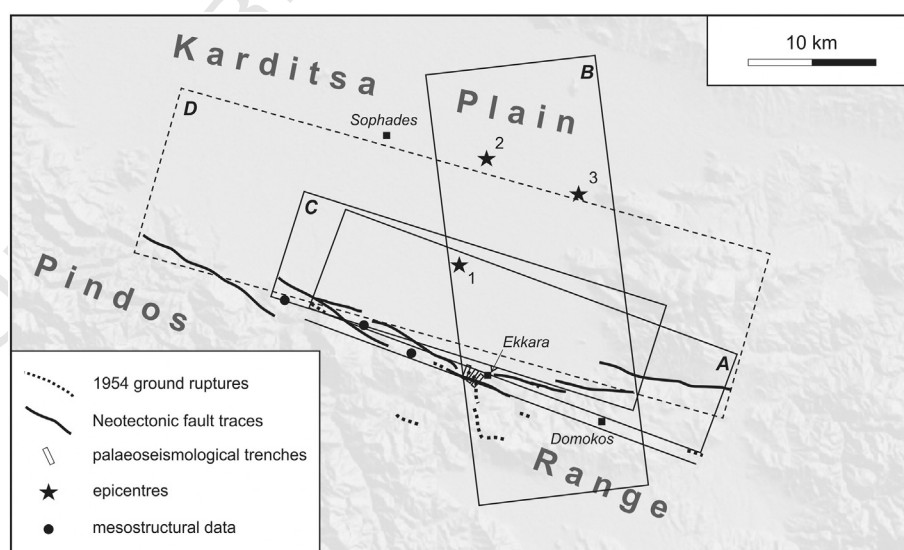 10 km
Karditsa
B
Plain
D
Sophades
2
3
C
1
Pindos
Ekkara
A
Domokos
Range
1954 ground ruptures
Neotectonic fault traces
palaeoseismological trenches
epicentres
mesostructural data